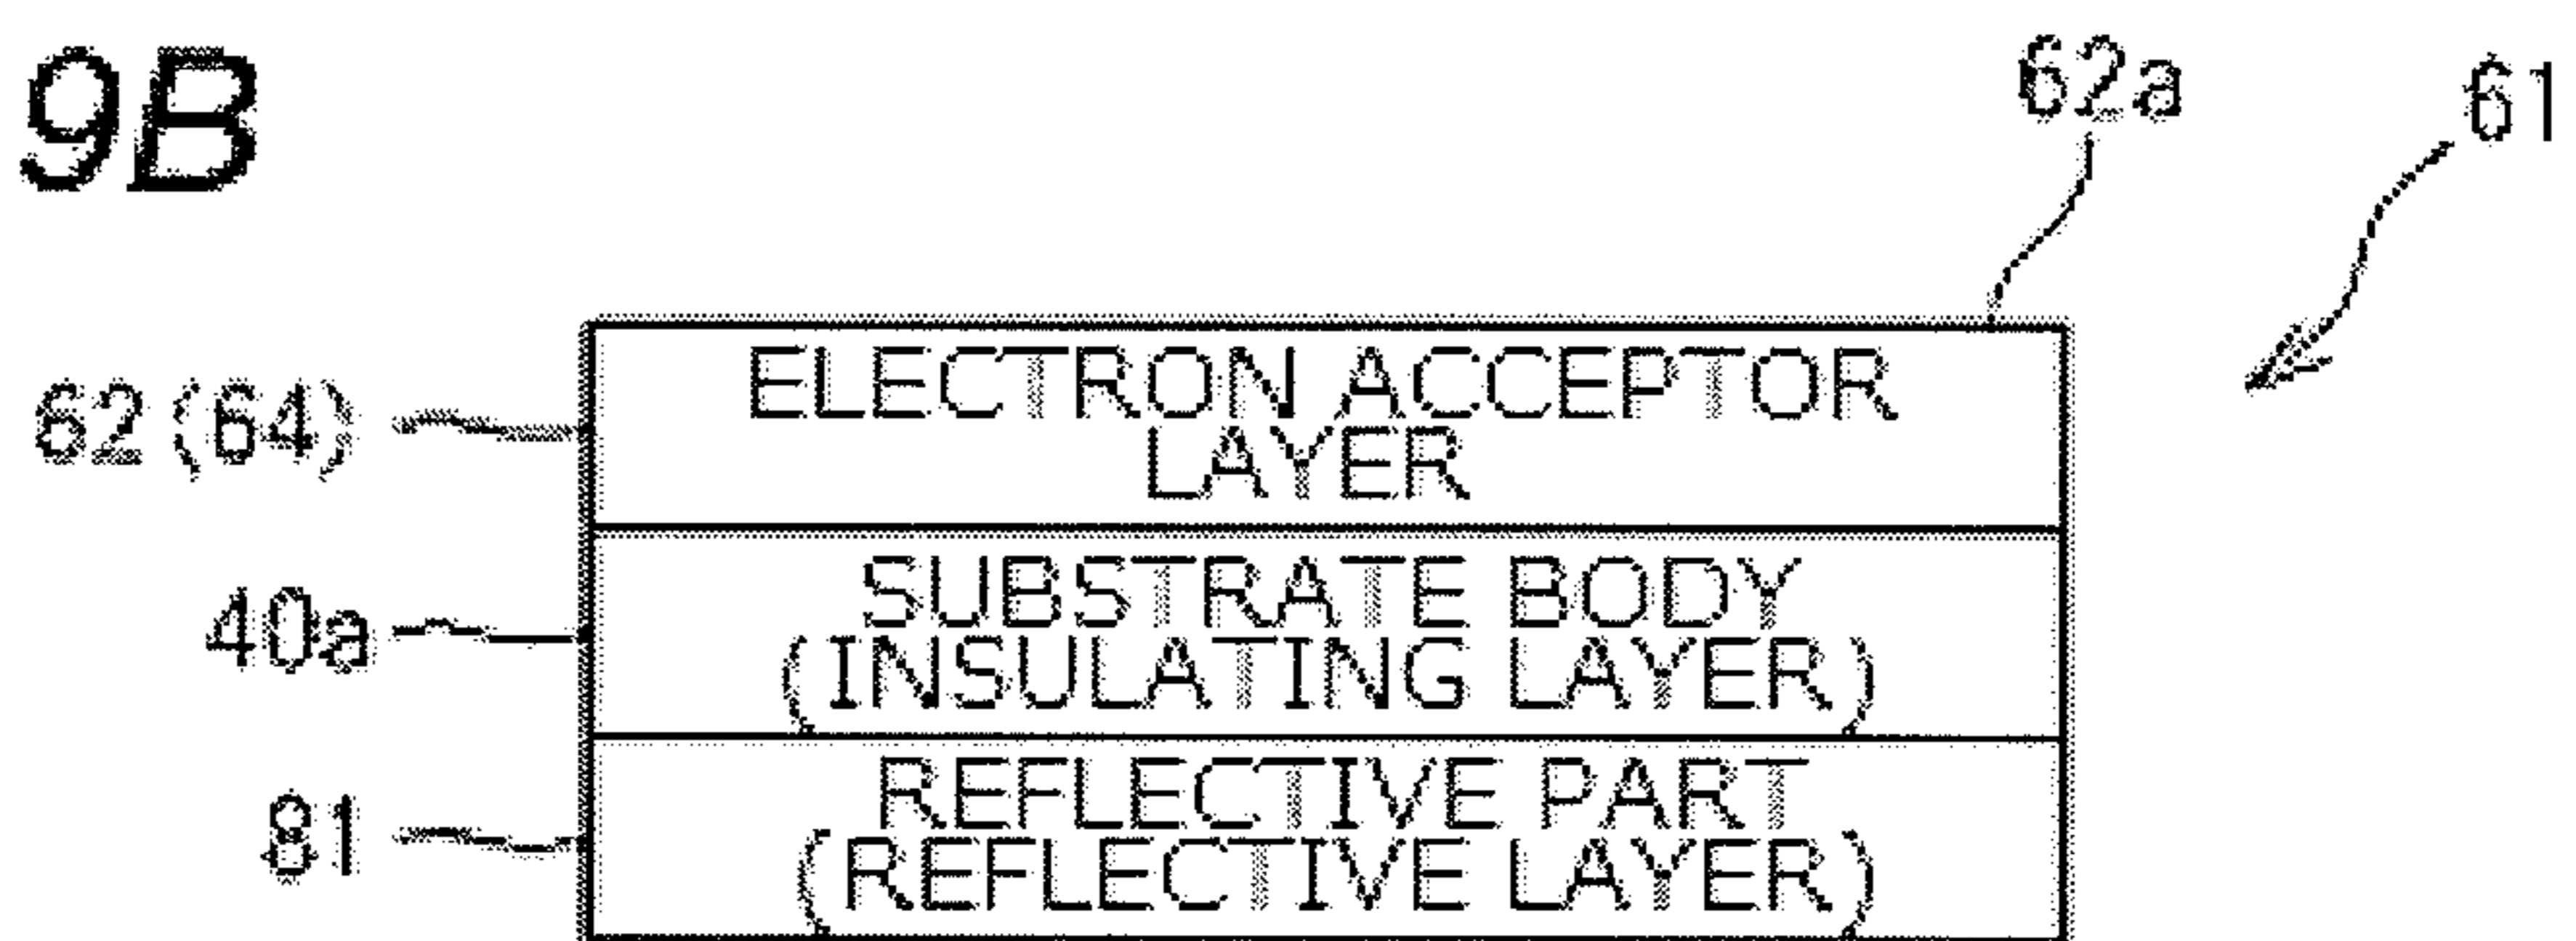 9B
62a
61
62(64)
ELECTRON ACCEPTOR
LAYER
40a
SUBSTRATE BODY
(INSULATING LAYER)
81
REFLECTIVE PART
(REFLECTIVE LAYER)